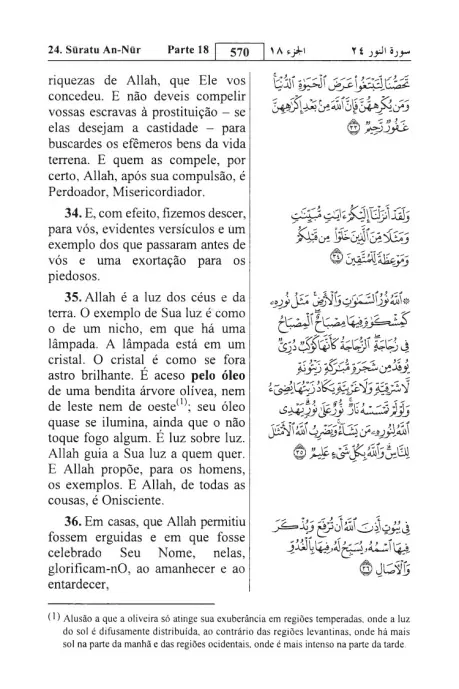 24. Sūratu An-Nūr Parte 18 570 الجزء ١٨ سورة النور ٢٤
riquezas de Allah, que Ele vos
concedeu. E não deveis compelir
vossas escravas à prostituição – se
elas desejam a castidade – para
buscardes os efêmeros bens da vida
terrena. E quem as compele, por
certo, Allah, após sua compulsão, é
Perdoador, Misericordiador.
34. E, com efeito, fizemos descer,
para vós, evidentes versículos e um
exemplo dos que passaram antes de
vós e uma exortação para os
piedosos.
35. Allah é a luz dos céus e da
terra. O exemplo de Sua luz é como
o de um nicho, em que há uma
lâmpada. A lâmpada está em um
cristal. O cristal é como se fora
astro brilhante. É aceso pelo óleo
de uma bendita árvore olívea, nem
de leste nem de oeste(1); seu óleo
quase se ilumina, ainda que o não
toque fogo algum. É luz sobre luz.
Allah guia a Sua luz a quem quer.
E Allah propõe, para os homens,
os exemplos. E Allah, de todas as
cousas, é Onisciente.
36. Em casas, que Allah permitiu
fossem erguidas e em que fosse
celebrado Seu Nome, nelas,
glorificam-nO, ao amanhecer e ao
entardecer,
تَحَصُّنًا لِّتَبْتَغُوا۟ عَرَضَ ٱلْحَيَوٰةِ ٱلدُّنْيَا
وَمَن يُكْرِههُّنَّ فَإِنَّ ٱللَّهَ مِنۢ بَعْدِ إِكْرَٰهِهِنَّ
غَفُورٌ رَّحِيمٌ ٣٣
وَلَقَدْ أَنزَلْنَآ إِلَيْكُمْ ءَايَٰتٍ مُّبَيِّنَٰتٍ
وَمَثَلًا مِّنَ ٱلَّذِينَ خَلَوْا۟ مِن قَبْلِكُمْ
وَمَوْعِظَةً لِّلْمُتَّقِينَ ٣٤
۞ ٱللَّهُ نُورُ ٱلسَّمَٰوَٰتِ وَٱلْأَرْضِ مَثَلُ نُورِهِۦ
كَمِشْكَوٰةٍ فِيهَا مِصْبَاحٌ ٱلْمِصْبَاحُ
فِى زُجَاجَةٍ ٱلزُّجَاجَةُ كَأَنَّهَا كَوْكَبٌ دُرِّىٌّ
يُوقَدُ مِن شَجَرَةٍ مُّبَٰرَكَةٍ زَيْتُونَةٍ
لَّا شَرْقِيَّةٍ وَلَا غَرْبِيَّةٍ يَكَادُ زَيْتُهَا يُضِىٓءُ
وَلَوْ لَمْ تَمْسَسْهُ نَارٌ نُّورٌ عَلَىٰ نُورٍ يَهْدِى
ٱللَّهُ لِنُورِهِۦ مَن يَشَآءُ وَيَضْرِبُ ٱللَّهُ ٱلْأَمْثَٰلَ
لِلنَّاسِ وَٱللَّهُ بِكُلِّ شَىْءٍ عَلِيمٌ ٣٥
فِى بُيُوتٍ أَذِنَ ٱللَّهُ أَن تُرْفَعَ وَيُذْكَرَ
فِيهَا ٱسْمُهُۥ يُسَبِّحُ لَهُۥ فِيهَا بِٱلْغُدُوِّ
وَٱلْءَاصَالِ ٣٦
(1) Alusão a que a oliveira só atinge sua exuberância em regiões temperadas, onde a luz
do sol é difusamente distribuída, ao contrário das regiões levantinas, onde há mais
sol na parte da manhã e das regiões ocidentais, onde é mais intenso na parte da tarde.